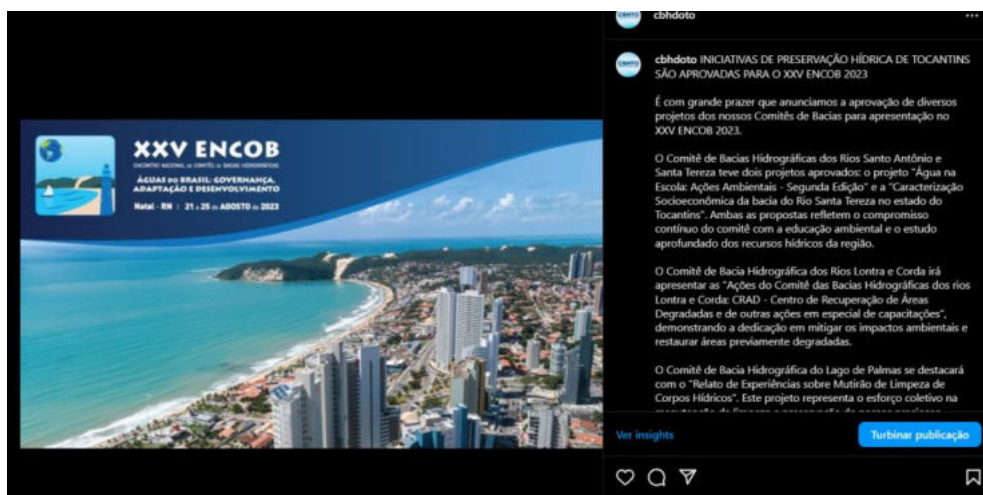 XXV ENCOB
ENCONTRO NACIONAL DE COMITÊS DE BACIAS HIDROGRÁFICAS
ÁGUAS DO BRASIL: GOVERNANÇA,
ADAPTAÇÃO E DESENVOLVIMENTO
Natal - RN | 21 a 25 de AGOSTO de 2023
cbhdoto
cbhdoto INICIATIVAS DE PRESERVAÇÃO HÍDRICA DE TOCANTINS
SÃO APROVADAS PARA O XXV ENCOB 2023
É com grande prazer que anunciamos a aprovação de diversos
projetos dos nossos Comitês de Bacias para apresentação no
XXV ENCOB 2023.
O Comitê de Bacias Hidrográficas dos Rios Santo Antônio e
Santa Tereza teve dois projetos aprovados: o projeto "Água na
Escola: Ações Ambientais - Segunda Edição" e a "Caracterização
Socioeconômica da bacia do Rio Santa Tereza no estado do
Tocantins". Ambas as propostas refletem o compromisso
contínuo do comitê com a educação ambiental e o estudo
aprofundado dos recursos hídricos da região.
O Comitê de Bacia Hidrográfica dos Rios Lontra e Corda irá
apresentar as "Ações do Comitê das Bacias Hidrográficas dos rios
Lontra e Corda: CRAD - Centro de Recuperação de Áreas
Degradadas e de outras ações em especial de capacitações",
demonstrando a dedicação em mitigar os impactos ambientais e
restaurar áreas previamente degradadas.
O Comitê de Bacia Hidrográfica do Lago de Palmas se destacará
com o "Relato de Experiências sobre Mutirão de Limpeza de
Corpos Hídricos". Este projeto representa o esforço coletivo na
Ver insights
Turbinar publicação